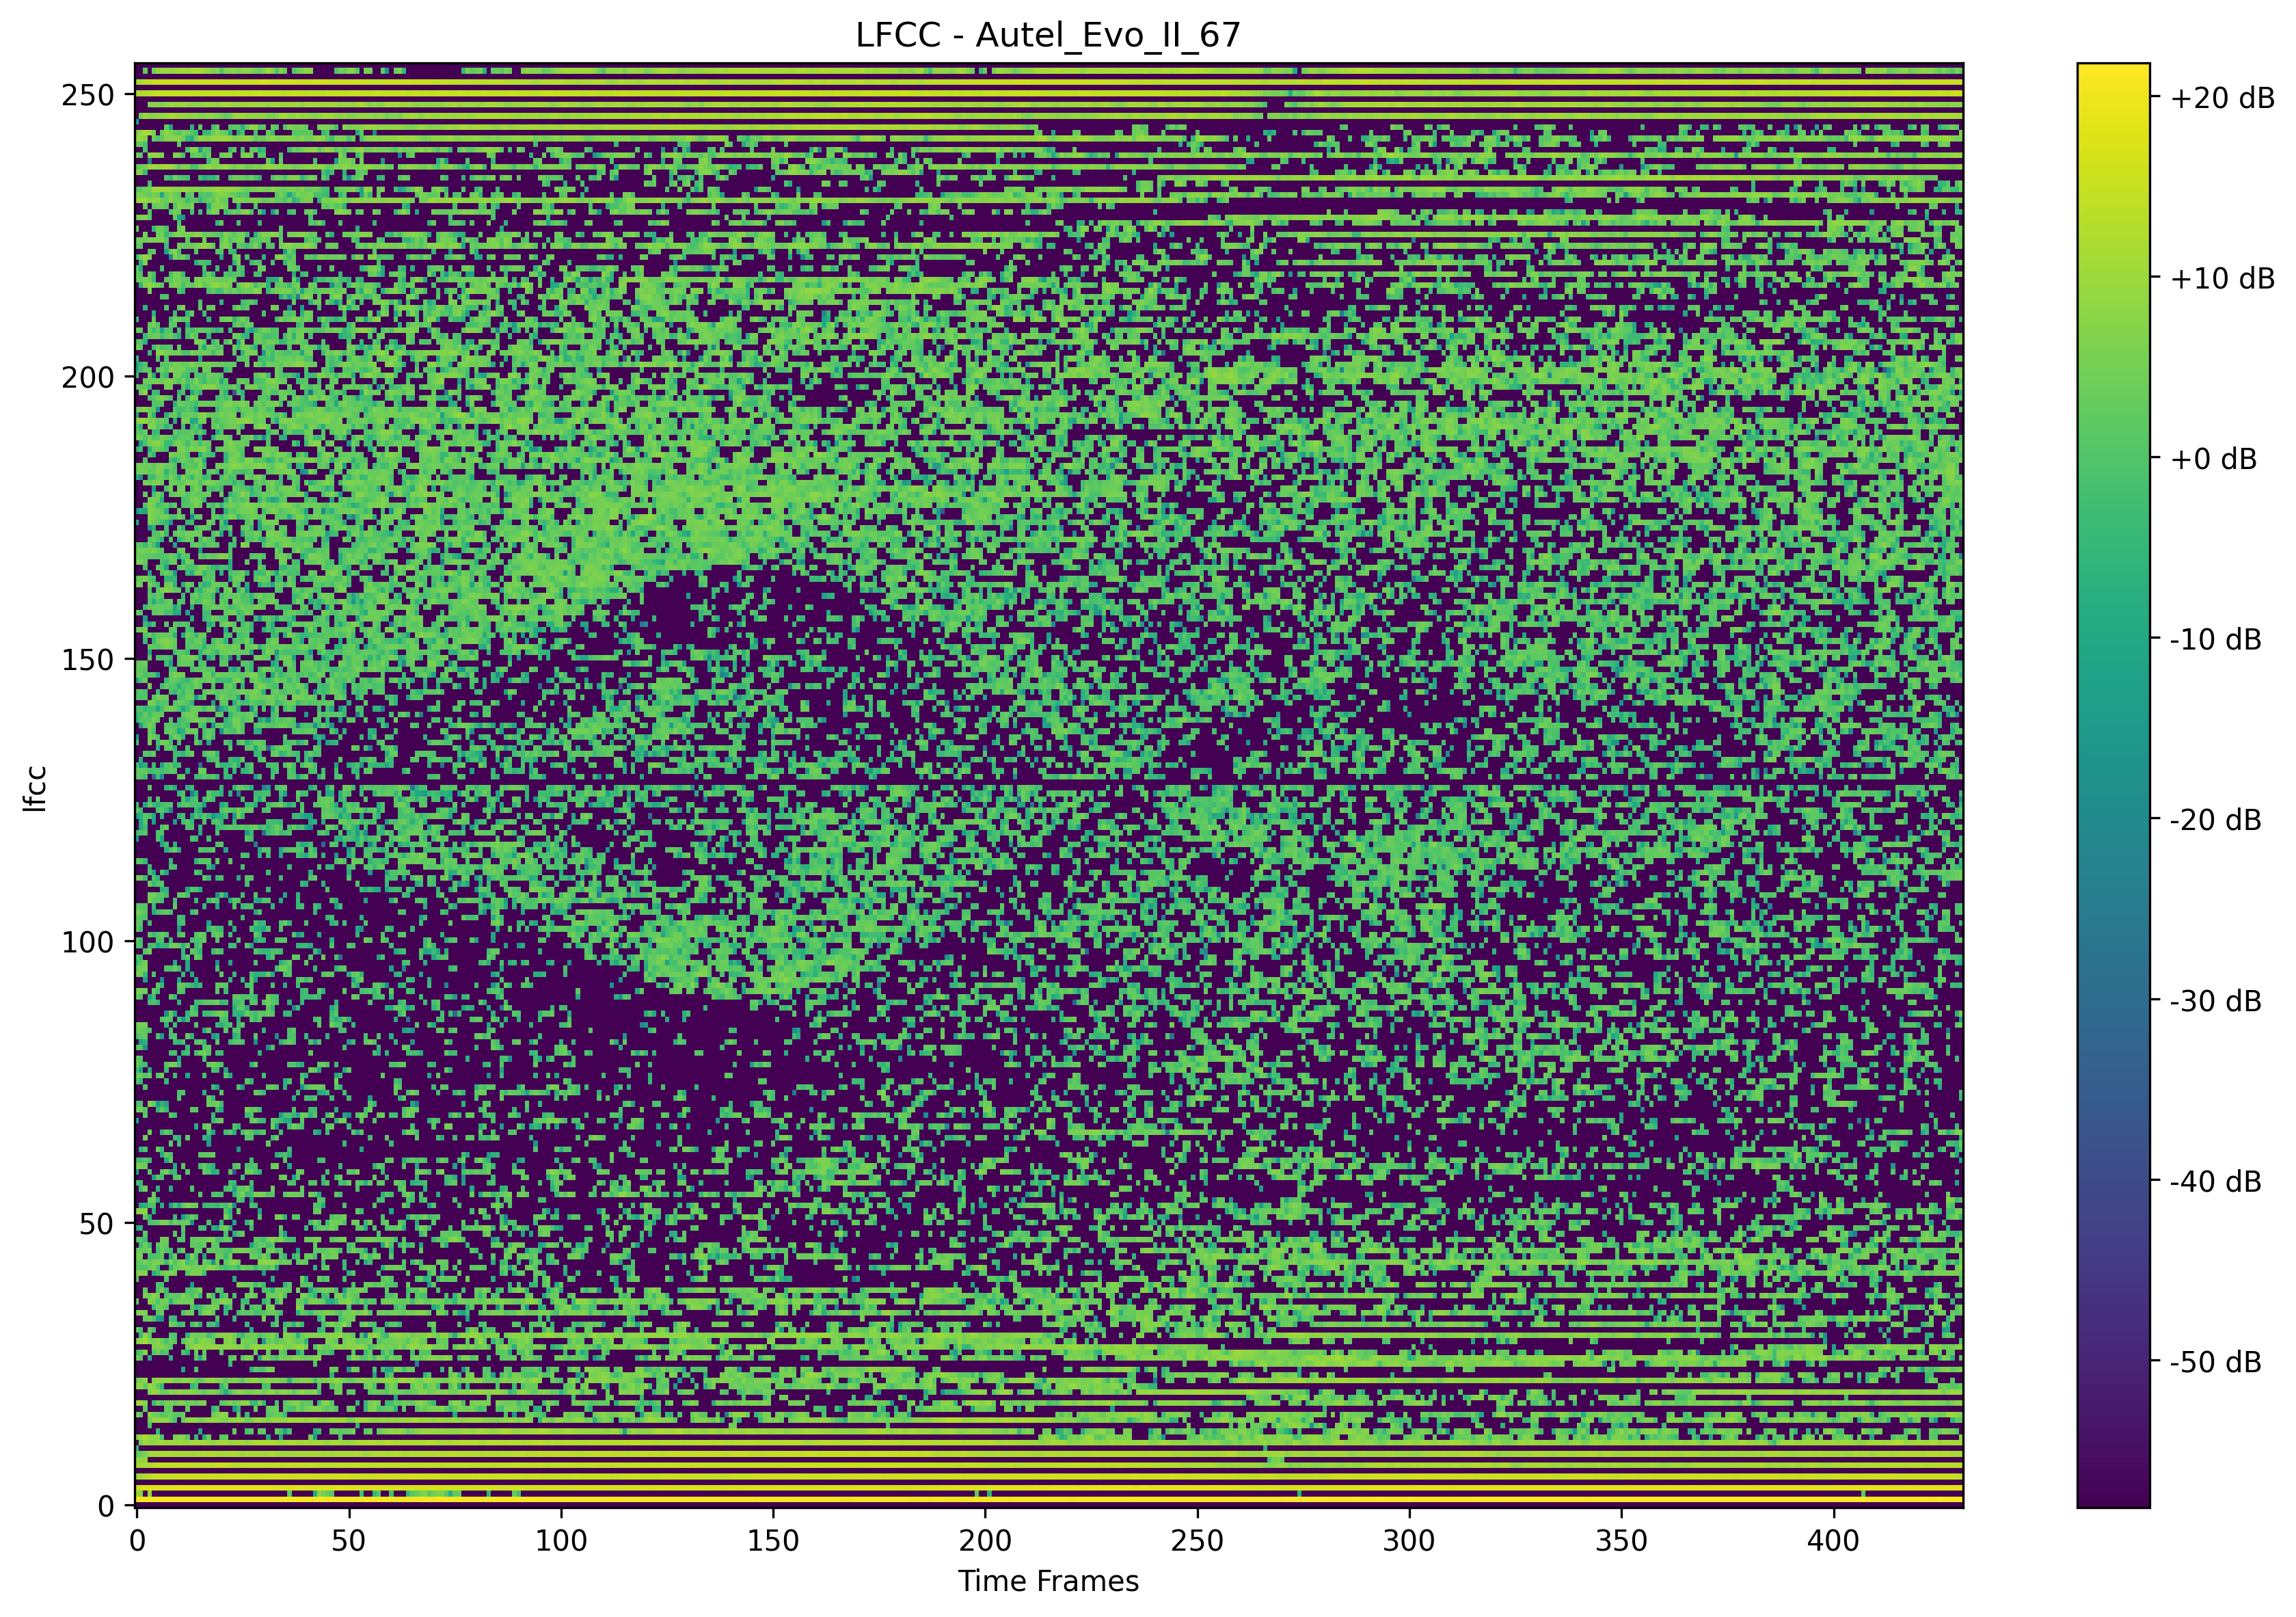 LFCC - Autel_Evo_II_67
250
200
150
100
50
0
lfcc
0 50 100 150 200 250 300 350 400
Time Frames
+20 dB
+10 dB
+0 dB
-10 dB
-20 dB
-30 dB
-40 dB
-50 dB